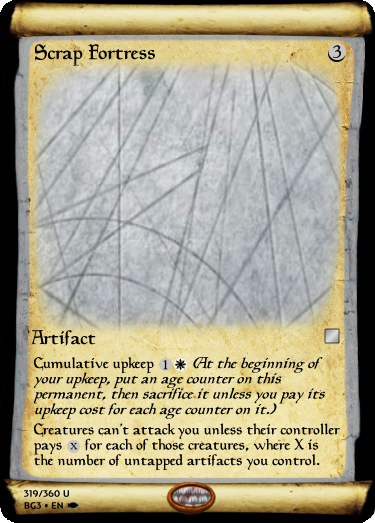 Scrap Fortress 3
Artifact
Cumulative upkeep 1 (At the beginning of
your upkeep, put an age counter on this
permanent, then sacrifice it unless you pay its
upkeep cost for each age counter on it.)
Creatures can't attack you unless their controller
pays x for each of those creatures, where X is
the number of untapped artifacts you control.
319/360 U
BG3 • EN